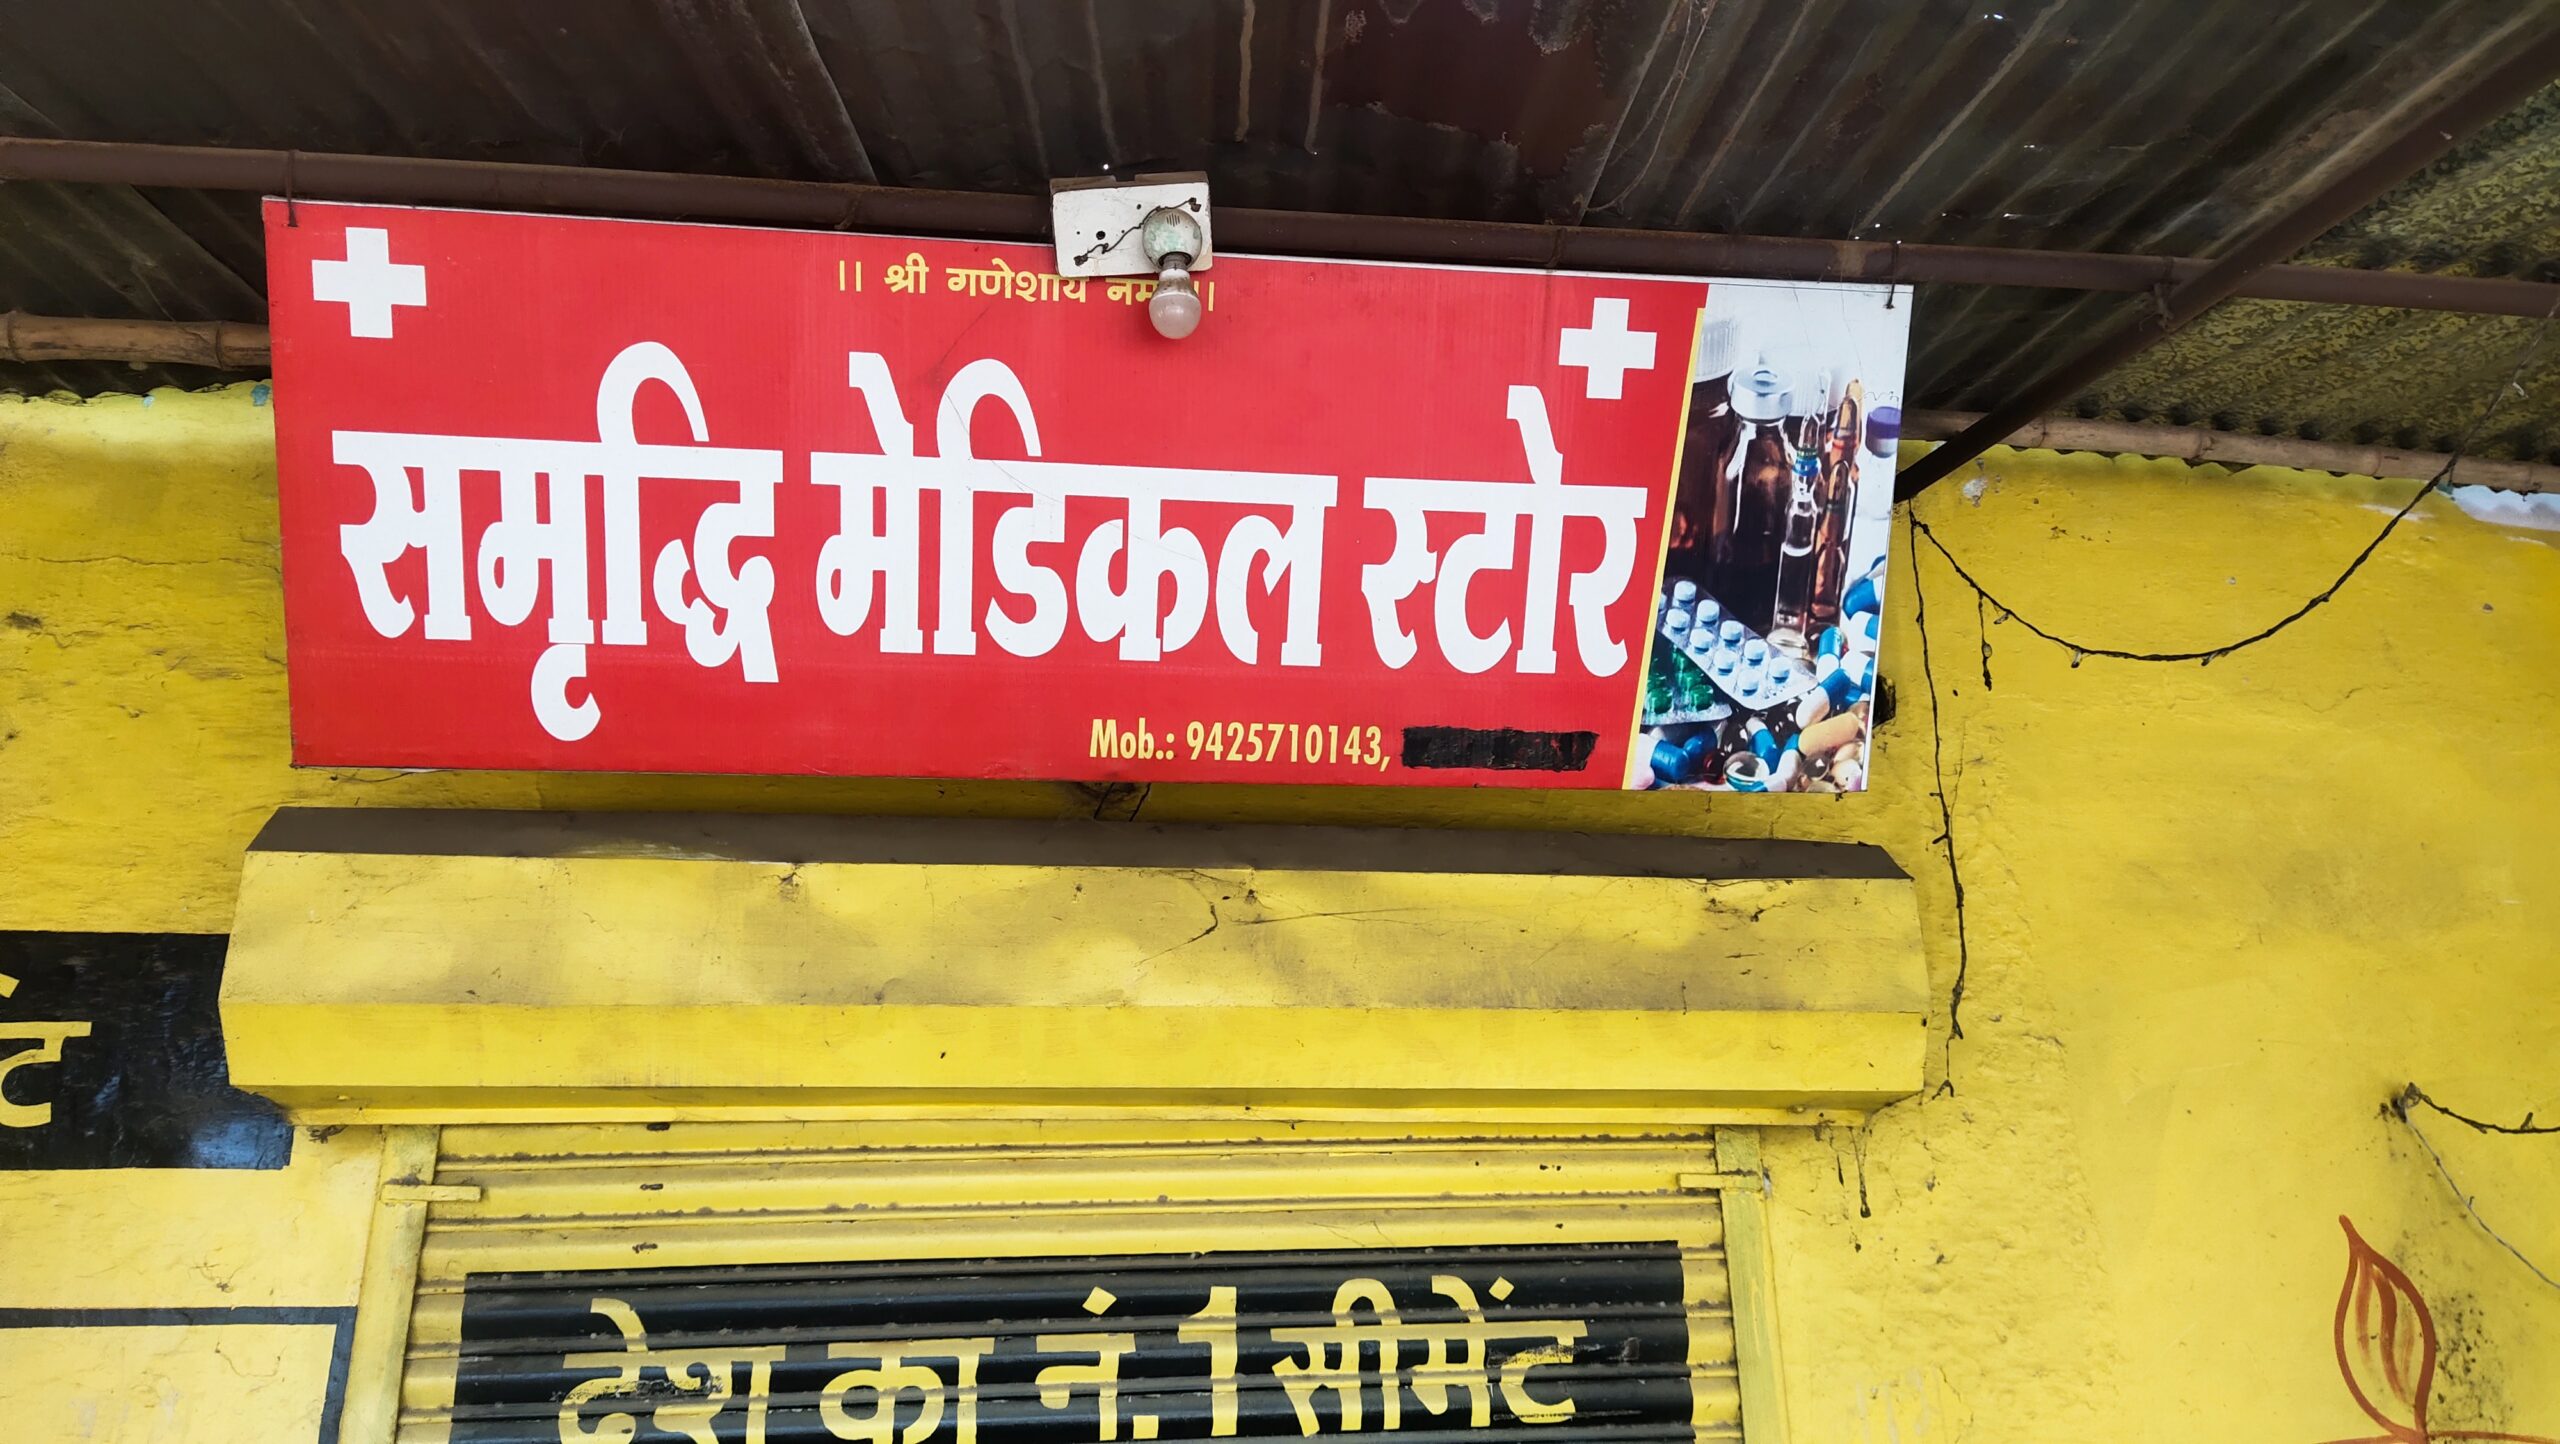 ।। श्री गणेशाय नमः ।।
समृद्धि मेडिकल स्टोर
Mob.: 9425710143,
देश का नं. 1 सीमेंट